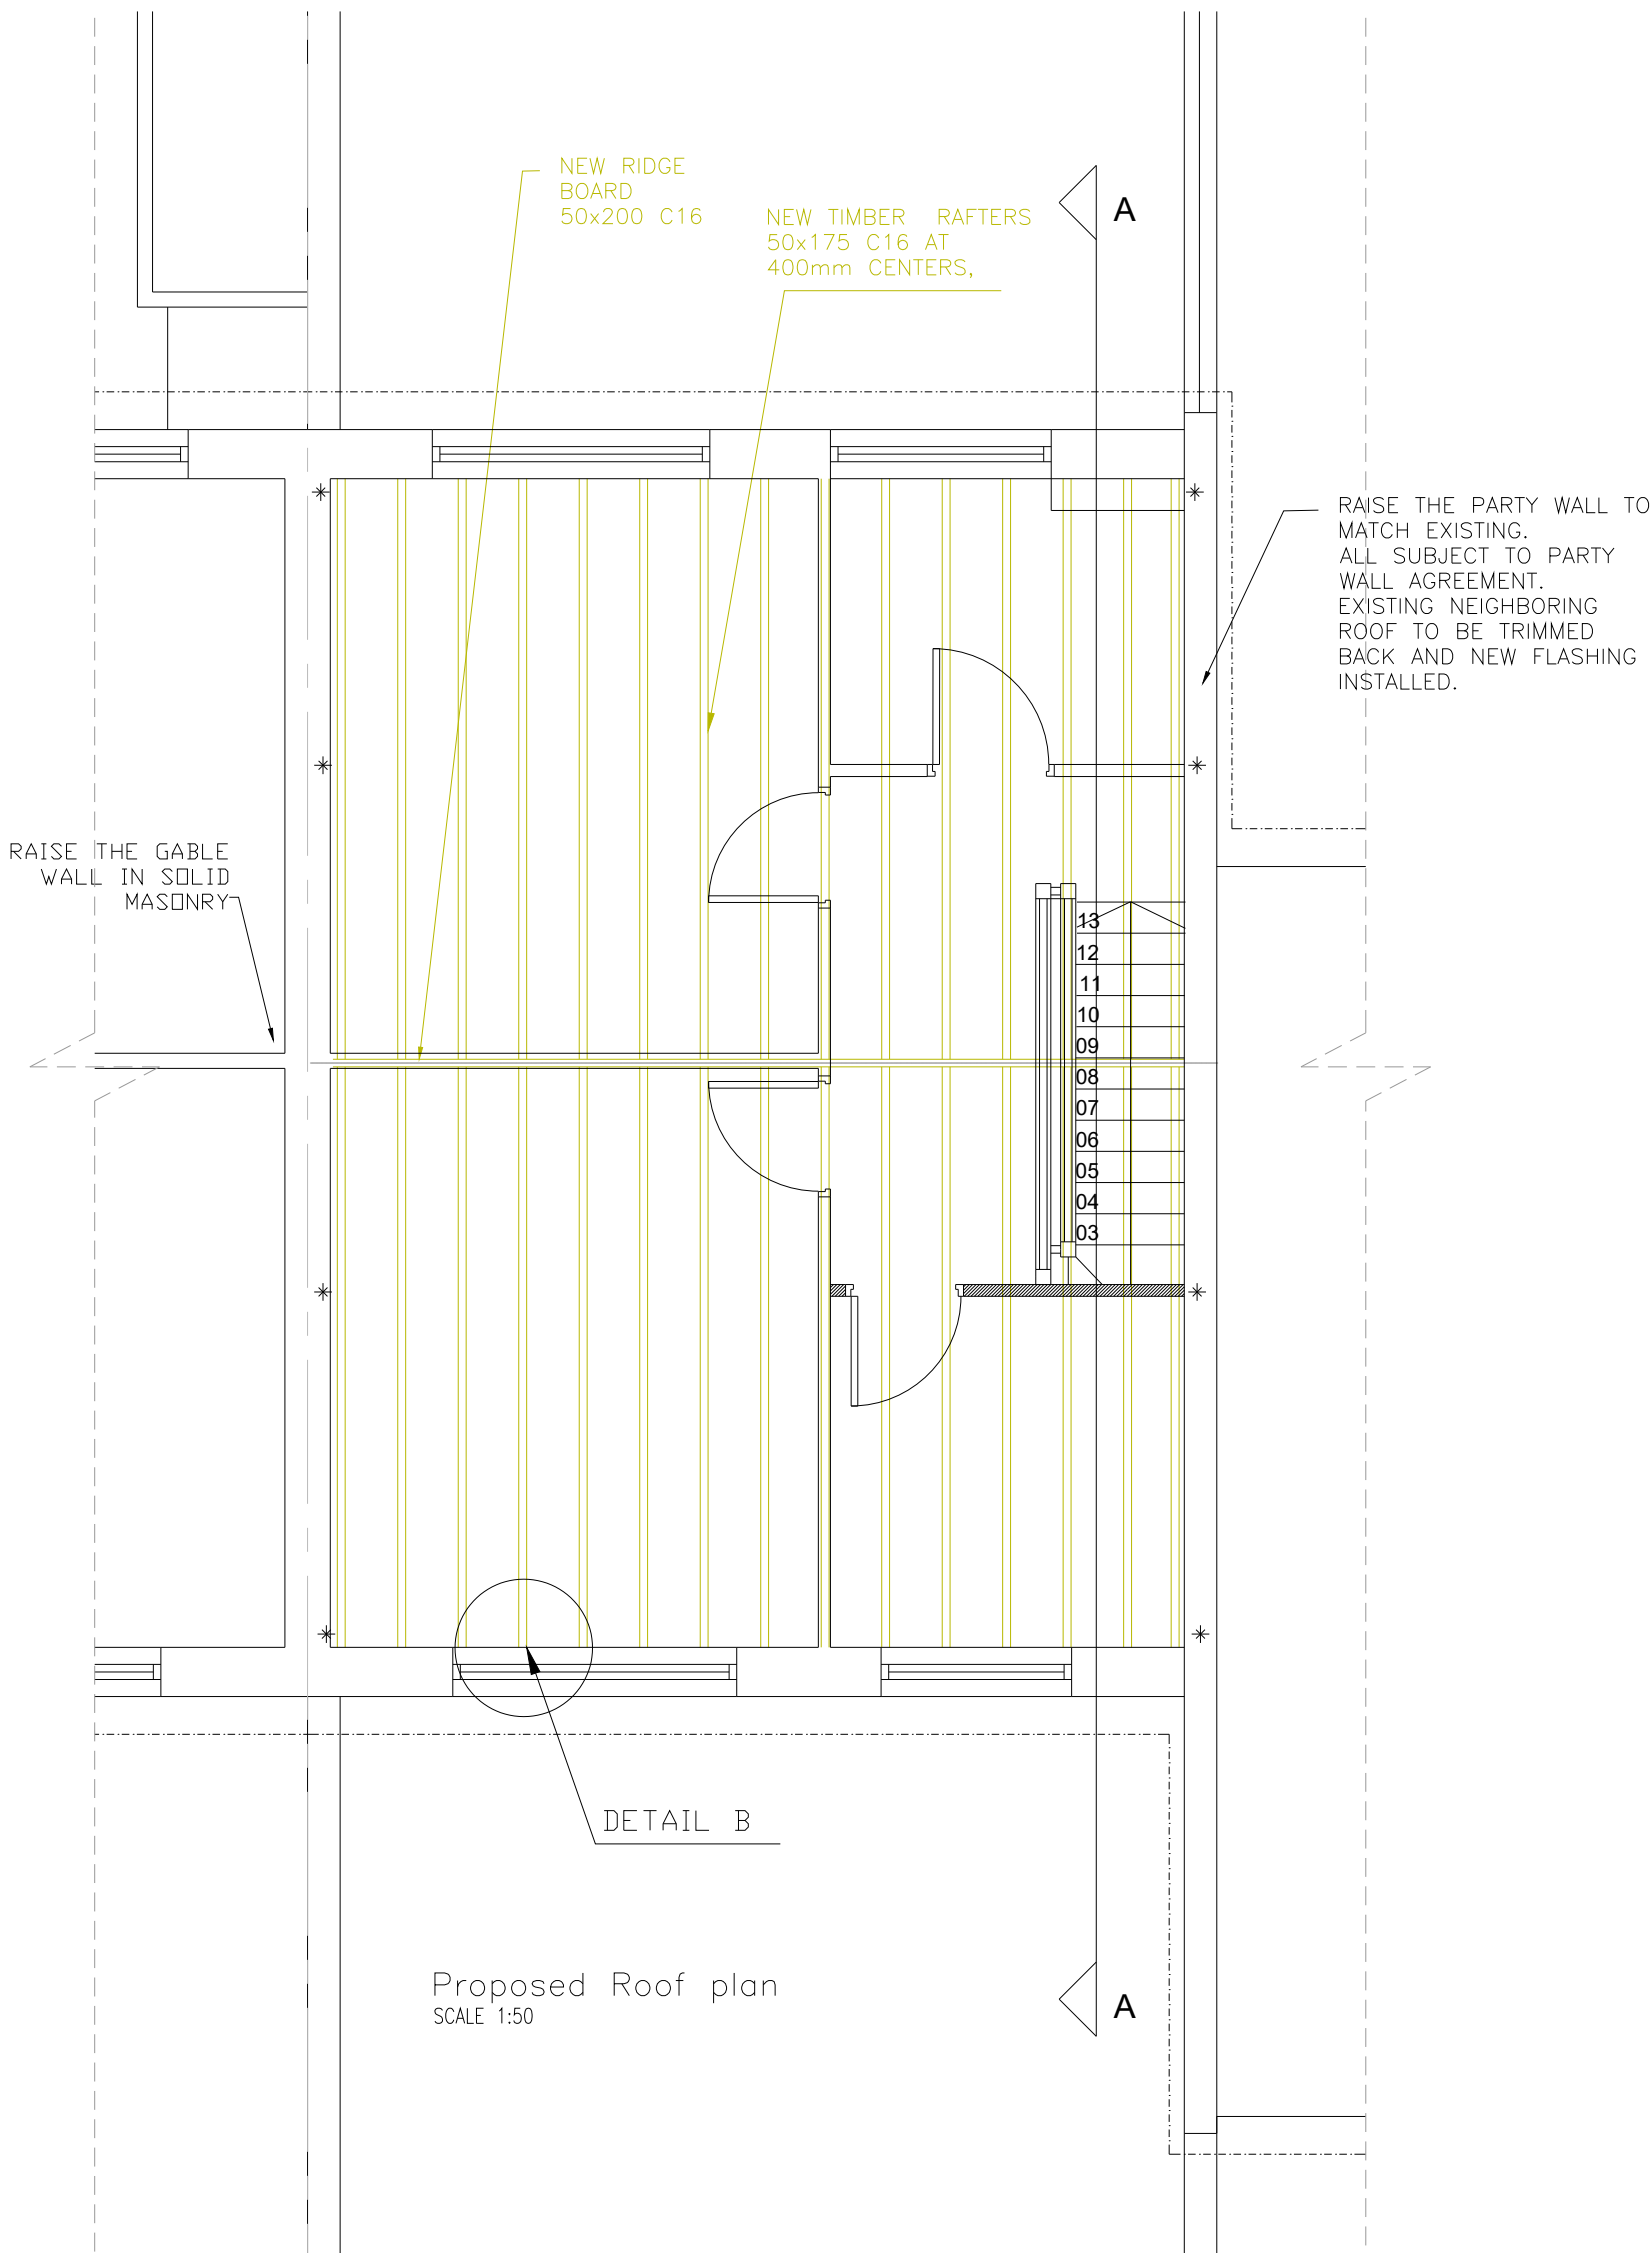 NEW RIDGE
BOARD
50x200 C16
NEW TIMBER RAFTERS
50x175 C16 AT
400mm CENTERS,
A
RAISE THE PARTY WALL TO
MATCH EXISTING.
ALL SUBJECT TO PARTY
WALL AGREEMENT.
EXISTING NEIGHBORING
ROOF TO BE TRIMMED
BACK AND NEW FLASHING
INSTALLED.
RAISE THE GABLE
WALL IN SOLID
MASONRY
13
12
11
10
09
08
07
06
05
04
03
DETAIL B
Proposed Roof plan
SCALE 1:50
A